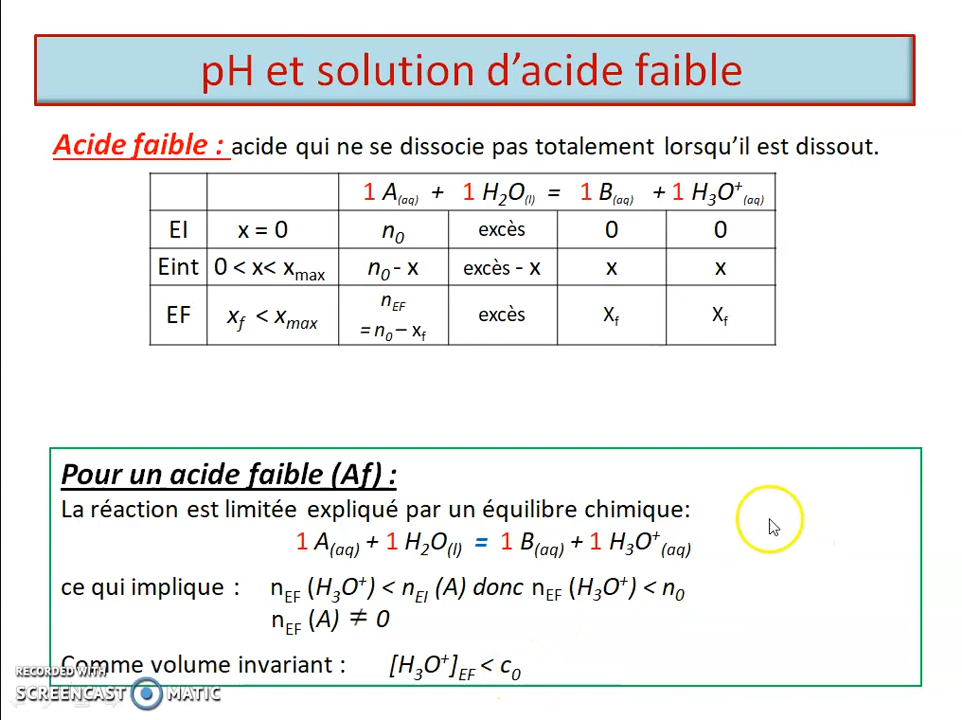 pH et solution d'acide faible
Acide faible : acide qui ne se dissocie pas totalement lorsqu'il est dissout.
1 A(aq) + 1 H2O(l) = 1 B(aq) + 1 H3O+(aq)
EI x = 0 n0 excès 0 0
Eint 0 < x< xmax n0 - x excès - x x x
EF xf < xmax nEF = n0 – xf excès Xf Xf
Pour un acide faible (Af) :
La réaction est limitée expliqué par un équilibre chimique:
1 A(aq) + 1 H2O(l) = 1 B(aq) + 1 H3O+(aq)
ce qui implique : nEF (H3O+) < nEI (A) donc nEF (H3O+) < n0
nEF (A) ≠ 0
Comme volume invariant : [H3O+]EF < c0
RECORDED WITH
SCREENCAST MATIC